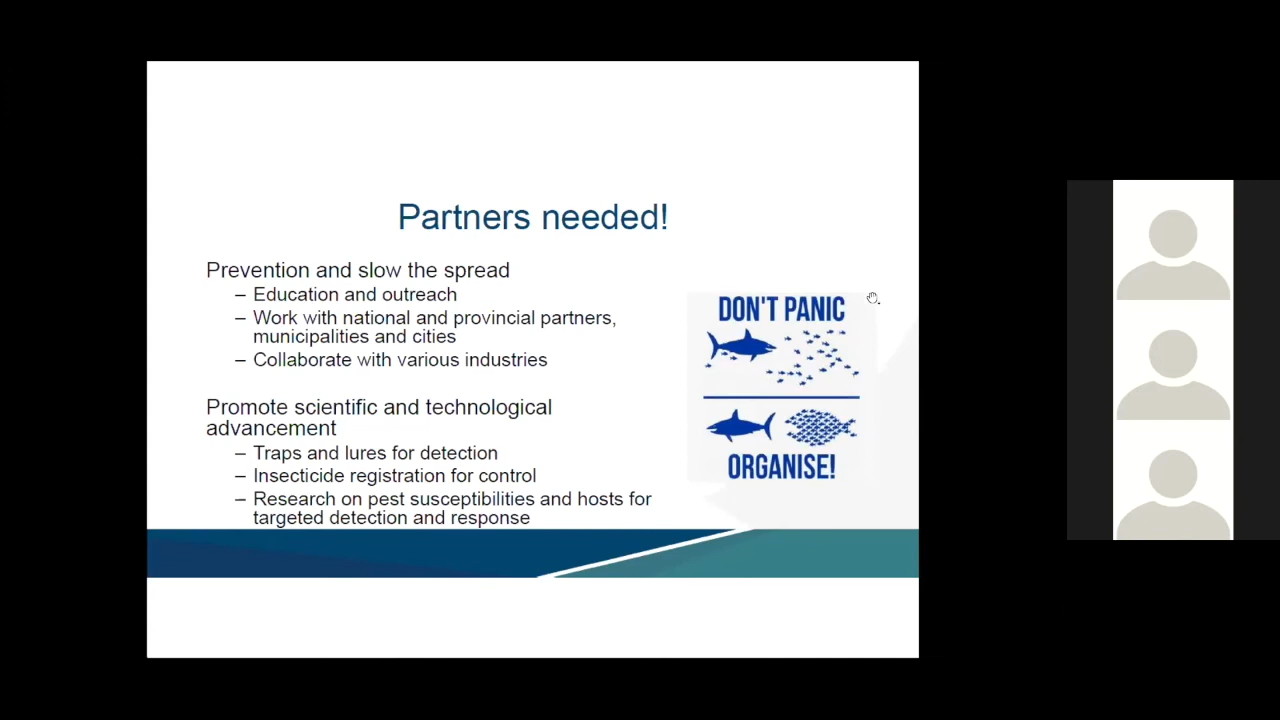 Partners needed!
Prevention and slow the spread
– Education and outreach
– Work with national and provincial partners,
municipalities and cities
– Collaborate with various industries
Promote scientific and technological
advancement
– Traps and lures for detection
– Insecticide registration for control
– Research on pest susceptibilities and hosts for
targeted detection and response
DON'T PANIC
ORGANISE!